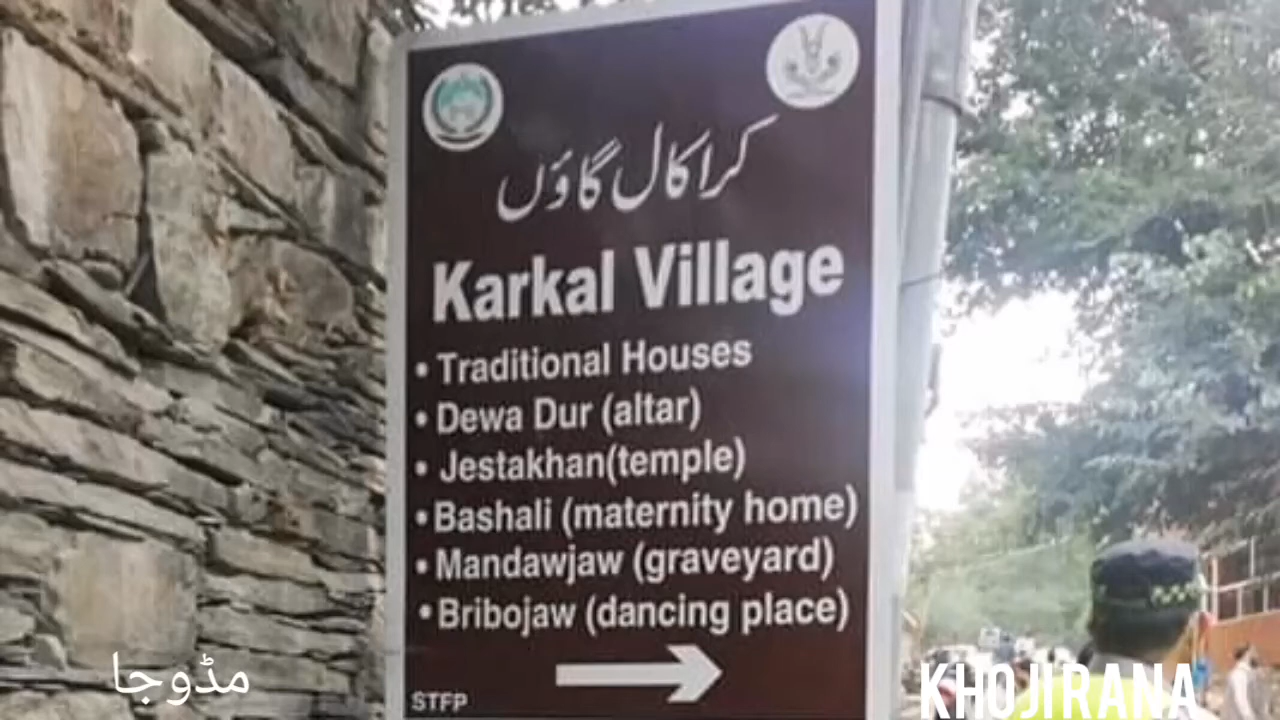 کراکال گاؤں
Karkal Village
• Traditional Houses
• Dewa Dur (altar)
• Jestakhan(temple)
• Bashali (maternity home)
• Mandawjaw (graveyard)
• Bribojaw (dancing place)
STFP
مڈوجا
KHOJI RANA